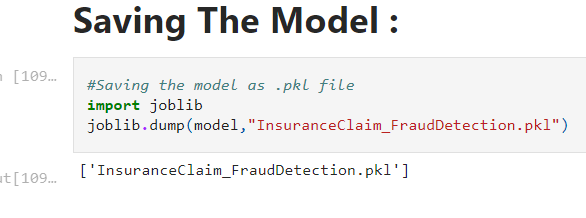 Saving The Model :
[109…
#Saving the model as .pkl file
import joblib
joblib.dump(model,"InsuranceClaim_FraudDetection.pkl")
ut[109…
['InsuranceClaim_FraudDetection.pkl']